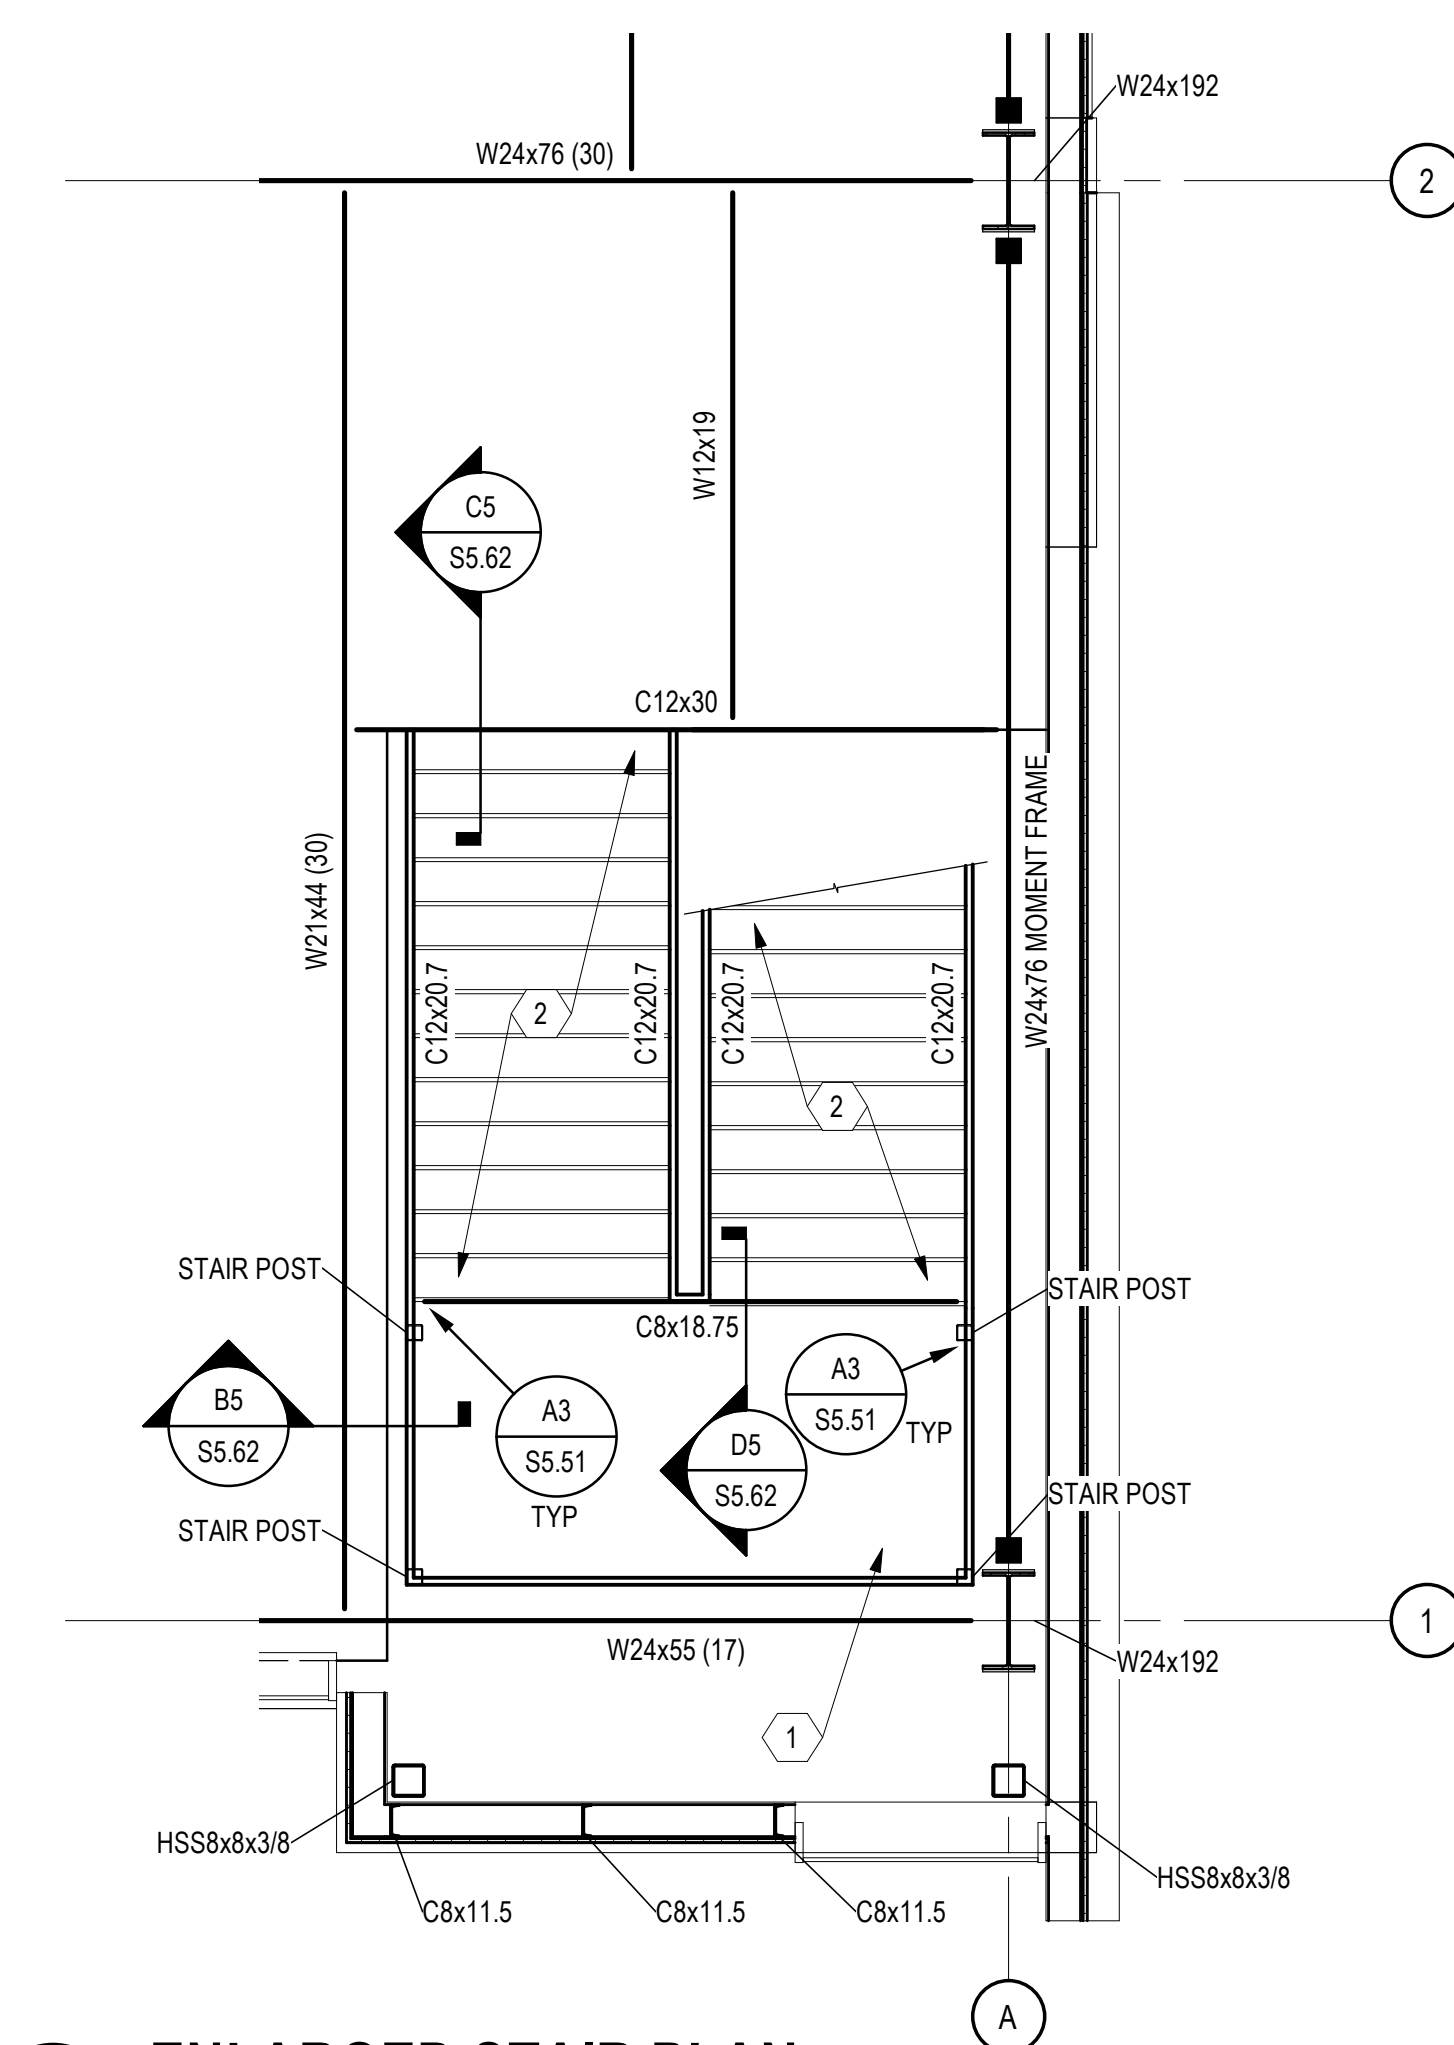 W24x192
W24x76 (30)
2
W12x19
C5
S5.62
C12x30
W24x76 MOMENT FRAME
W21x44 (30)
C12x20.7
C12x20.7
C12x20.7
C12x20.7
2
2
STAIR POST
STAIR POST
C8x18.75
A3
S5.51
TYP
B5
S5.62
A3
S5.51
TYP
D5
S5.62
STAIR POST
STAIR POST
1
W24x55 (17)
W24x192
1
HSS8x8x3/8
HSS8x8x3/8
C8x11.5
C8x11.5
C8x11.5
A
ENLARGED STAIR PLAN